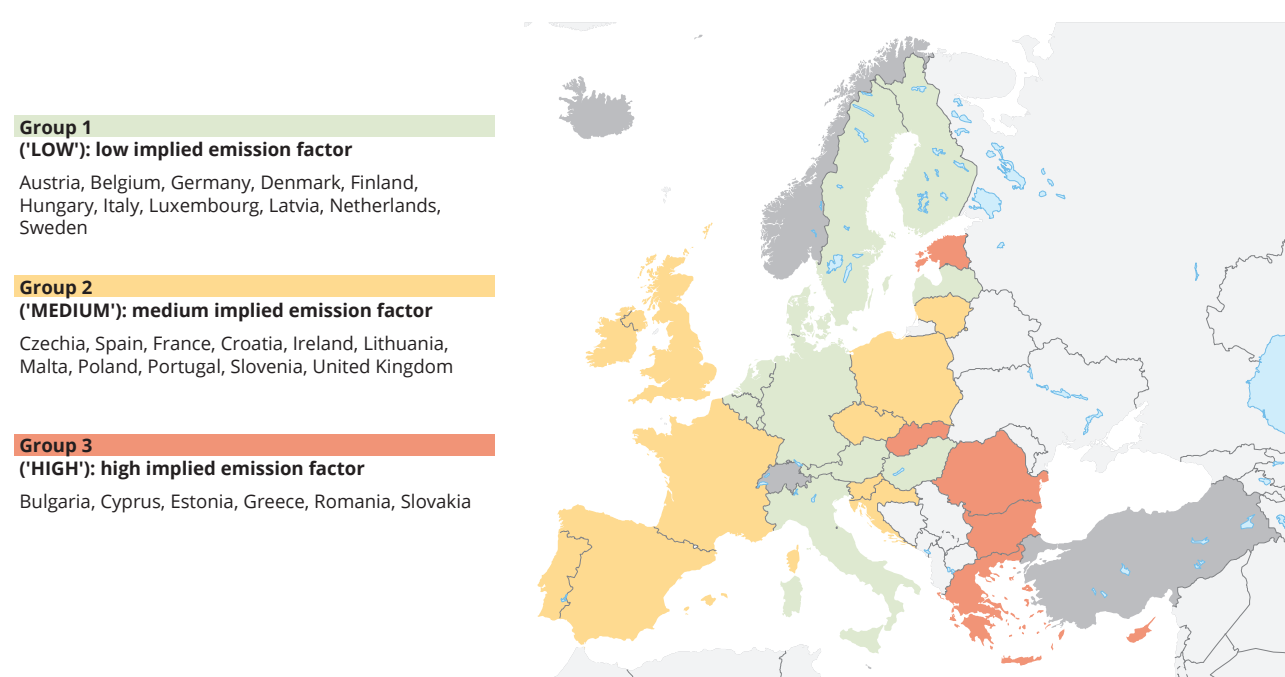 Group 1
('LOW'): low implied emission factor
Austria, Belgium, Germany, Denmark, Finland,
Hungary, Italy, Luxembourg, Latvia, Netherlands,
Sweden
Group 2
('MEDIUM'): medium implied emission factor
Czechia, Spain, France, Croatia, Ireland, Lithuania,
Malta, Poland, Portugal, Slovenia, United Kingdom
Group 3
('HIGH'): high implied emission factor
Bulgaria, Cyprus, Estonia, Greece, Romania, Slovakia